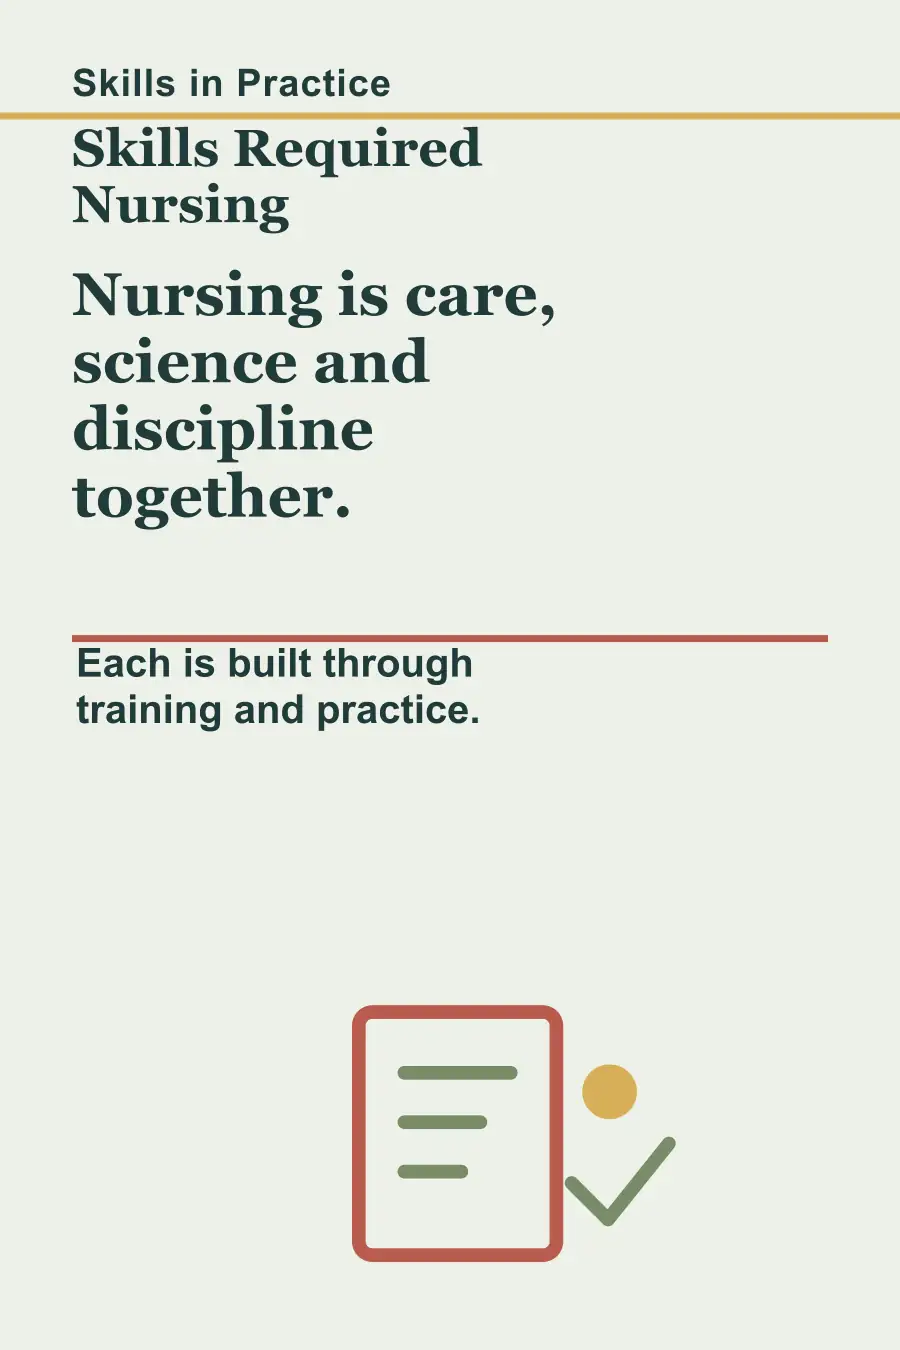 Skills in Practice
Skills Required
Nursing
Nursing is care,
science and
discipline
together.
Each is built through
training and practice.